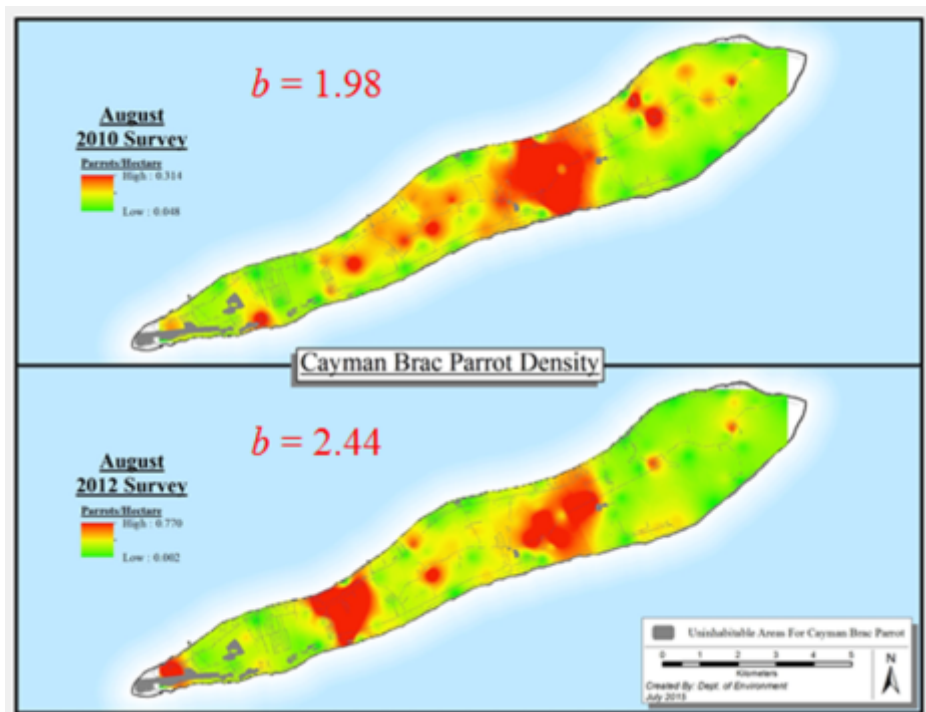 b = 1.98
August
2010 Survey
Parrots/Hectare
High : 0.314
Low : 0.048
Cayman Brac Parrot Density
b = 2.44
August
2012 Survey
Parrots/Hectare
High : 0.770
Low : 0.002
Uninhabitable Areas For Cayman Brac Parrot
0 1 2 3 4 5
Kilometers
N
Created By: Dept. of Environment
July 2015